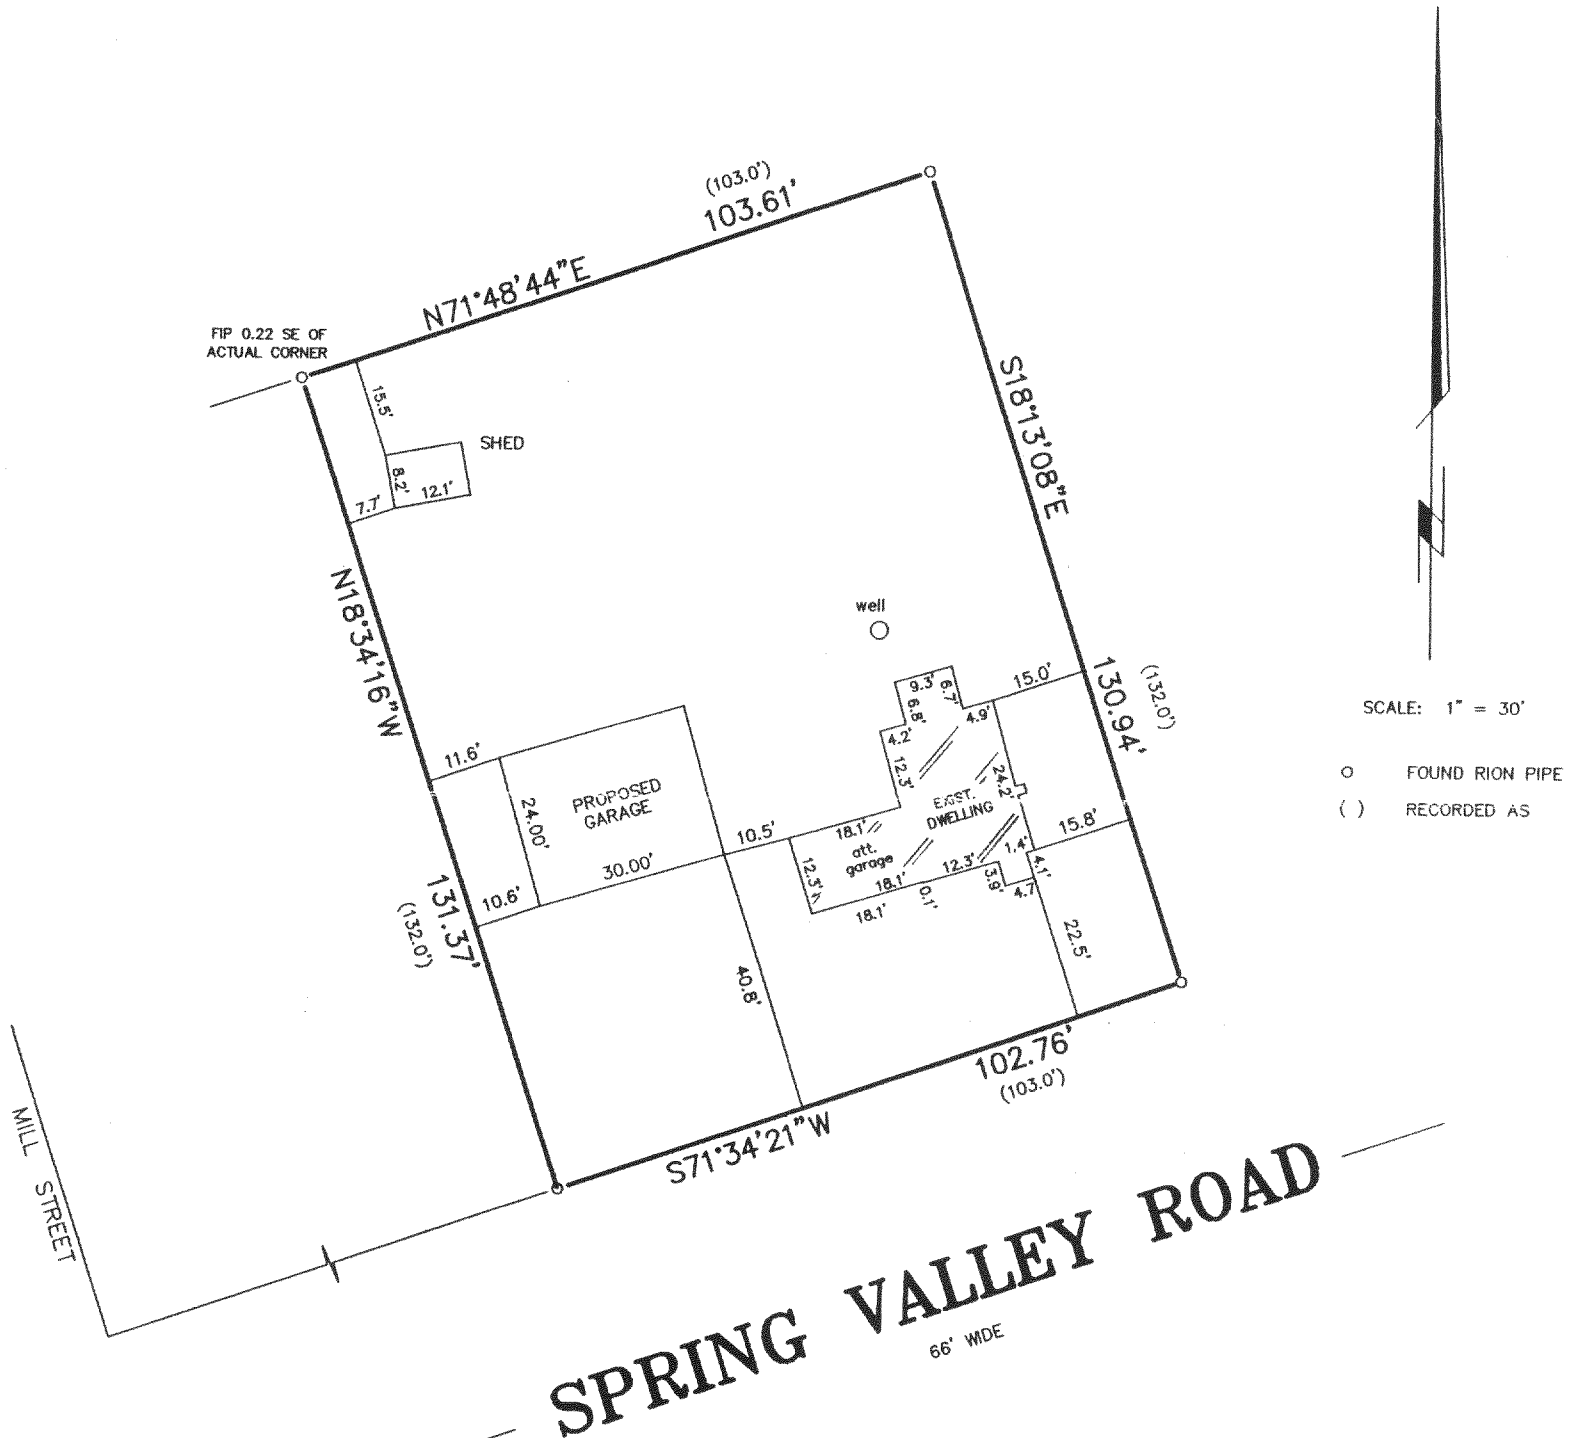 (103.0')
103.61'
N71°48'44"E
FIP 0.22 SE OF
ACTUAL CORNER
15.5'
SHED
8.2'
12.1'
7.7'
S18°13'08"E
N18°34'16"W
well
9.3'
6.7'
6.8'
4.9'
15.0'
4.2'
12.3'
24.2'
130.94'
(132.0')
SCALE: 1" = 30'
FOUND RION PIPE
( ) RECORDED AS
11.6'
PROPOSED
GARAGE
24.00'
30.00'
10.5'
18.1'
att.
garage
EXIST.
DWELLING
15.8'
1.4'
4.1'
12.3'
12.3'
18.1'
3.9'
4.7'
0.1'
18.1'
10.6'
131.37'
(132.0')
40.8'
22.5'
102.76'
(103.0')
S71°34'21"W
MILL STREET
SPRING VALLEY ROAD
66' WIDE
N